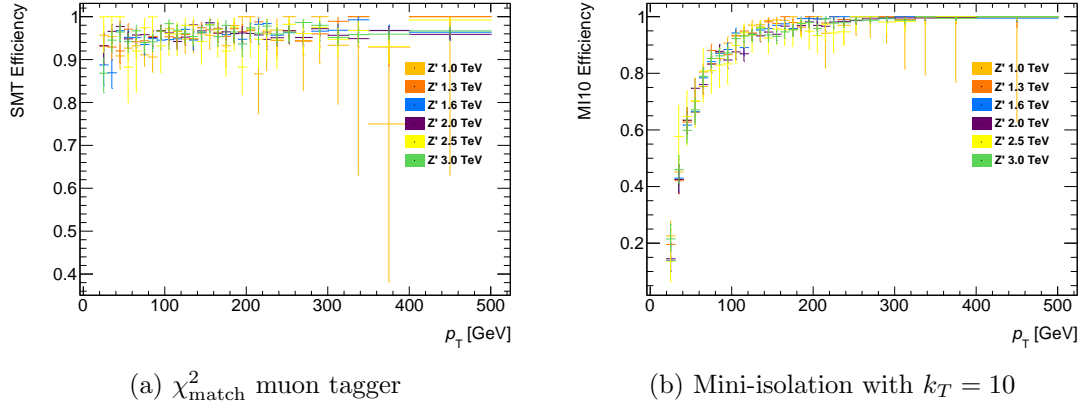 SMT Efficiency
1
0.9
0.8
0.7
0.6
0.5
0.4
Z' 1.0 TeV
Z' 1.3 TeV
Z' 1.6 TeV
Z' 2.0 TeV
Z' 2.5 TeV
Z' 3.0 TeV
0 100 200 300 400 500
p_T [GeV]
(a) χ²_match muon tagger
MI10 Efficiency
1
0.8
0.6
0.4
0.2
Z' 1.0 TeV
Z' 1.3 TeV
Z' 1.6 TeV
Z' 2.0 TeV
Z' 2.5 TeV
Z' 3.0 TeV
0 100 200 300 400 500
p_T [GeV]
(b) Mini-isolation with k_T = 10